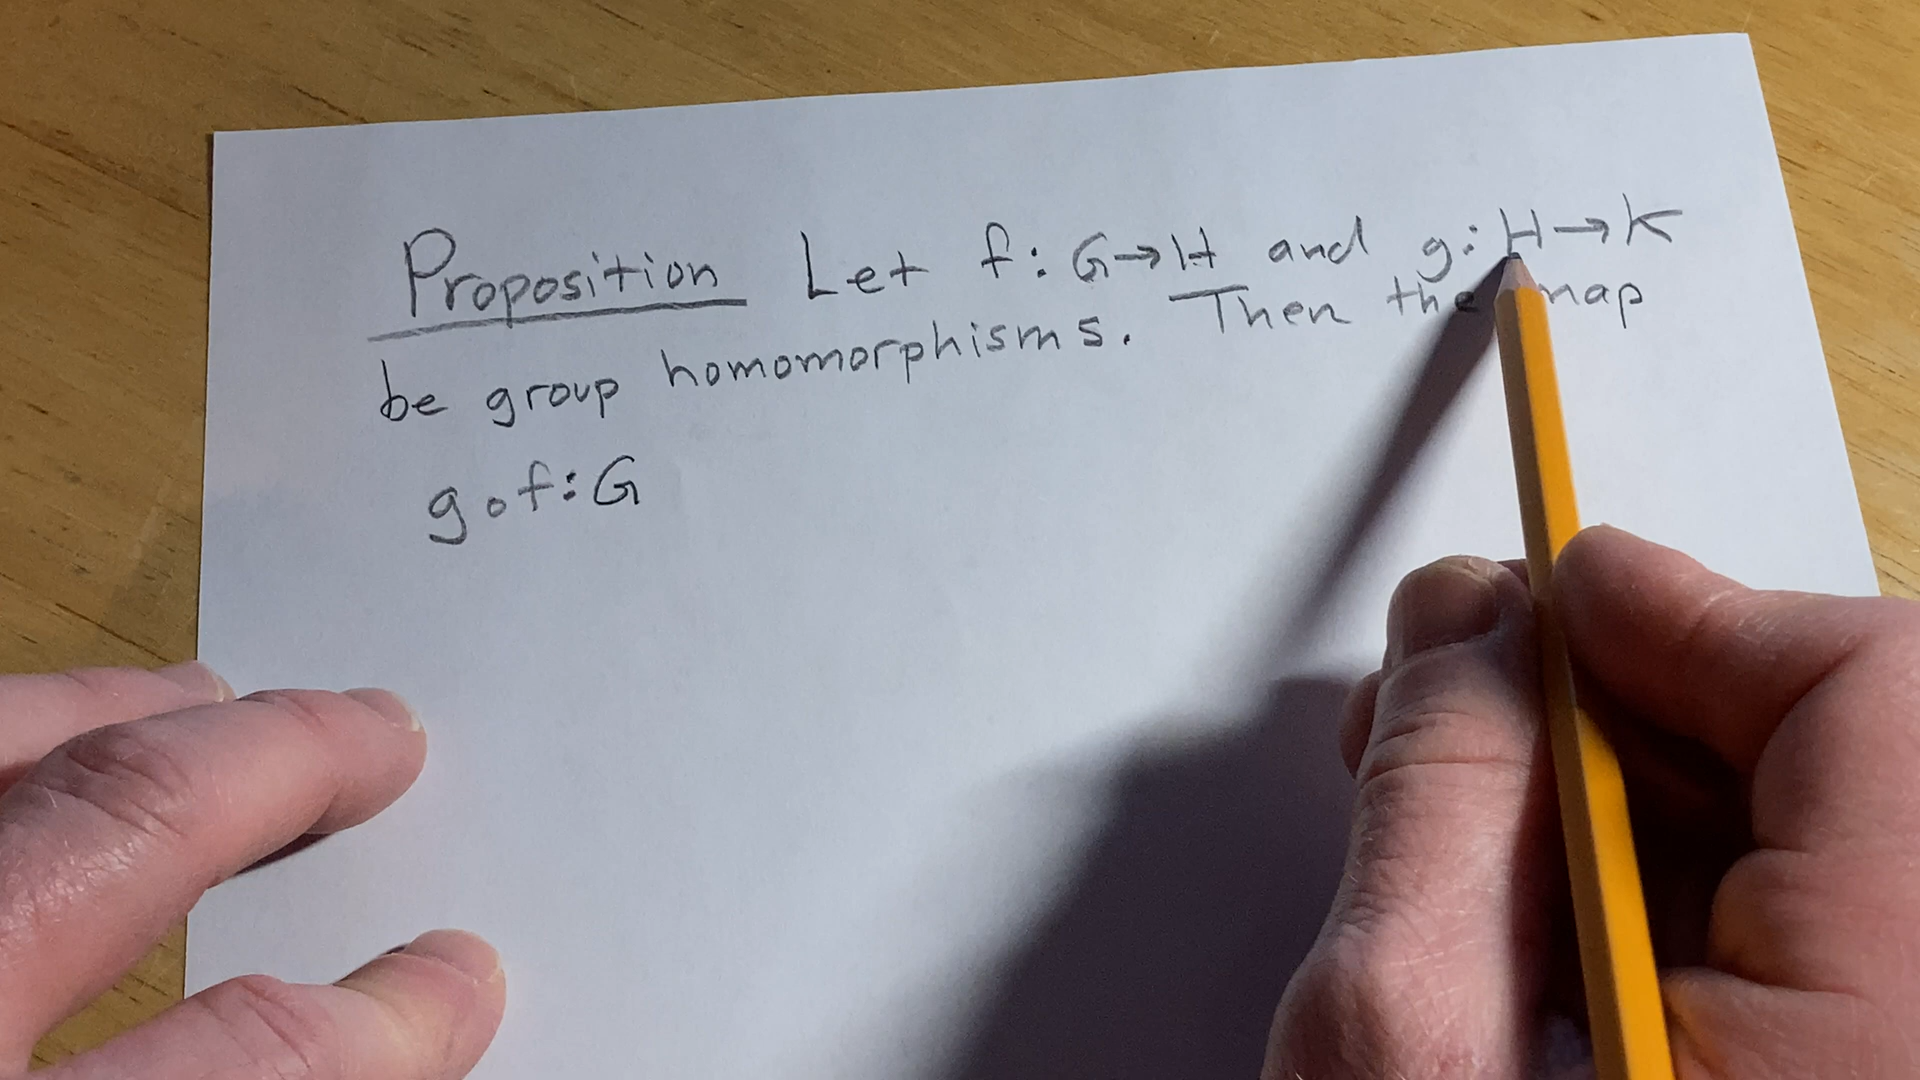 Proposition Let f: G→H and g: H→K
be group homomorphisms. Then the map
g∘f: G